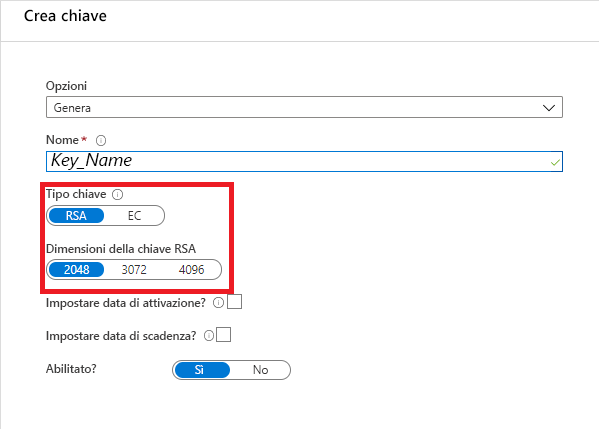 Crea chiave
Opzioni
Genera
Nome*
Key_Name
Tipo chiave
RSA EC
Dimensioni della chiave RSA
2048 3072 4096
Impostare data di attivazione?
Impostare data di scadenza?
Abilitato? Sì No